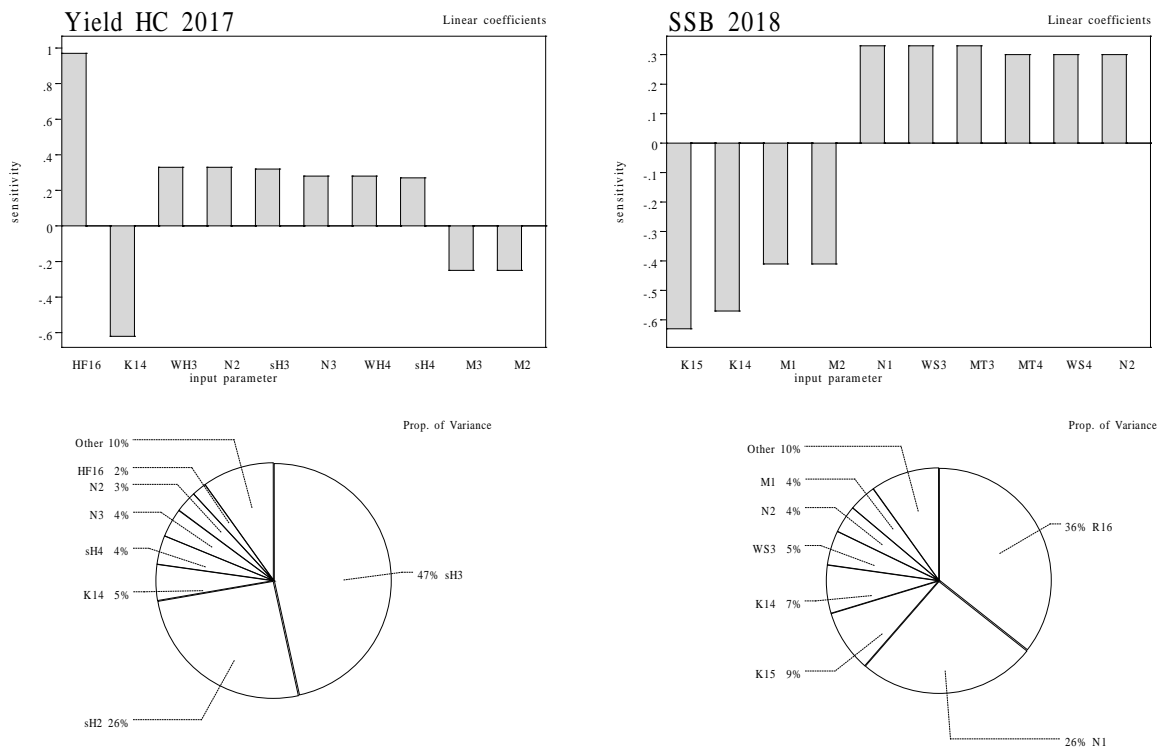 Yield HC 2017
Linear coefficients
1
.8
.6
.4
.2
0
-.2
-.4
-.6
sensitivity
HF16 K14 WH3 N2 sH3 N3 WH4 sH4 M3 M2
input parameter
SSB 2018
Linear coefficients
.3
.2
.1
0
-.1
-.2
-.3
-.4
-.5
-.6
sensitivity
K15 K14 M1 M2 N1 WS3 MT3 MT4 WS4 N2
input parameter
Prop. of Variance
Other 10%
HF16 2%
N2 3%
N3 4%
sH4 4%
K14 5%
sH2 26%
47% sH3
Prop. of Variance
Other 10%
M1 4%
N2 4%
WS3 5%
K14 7%
K15 9%
36% R16
26% N1